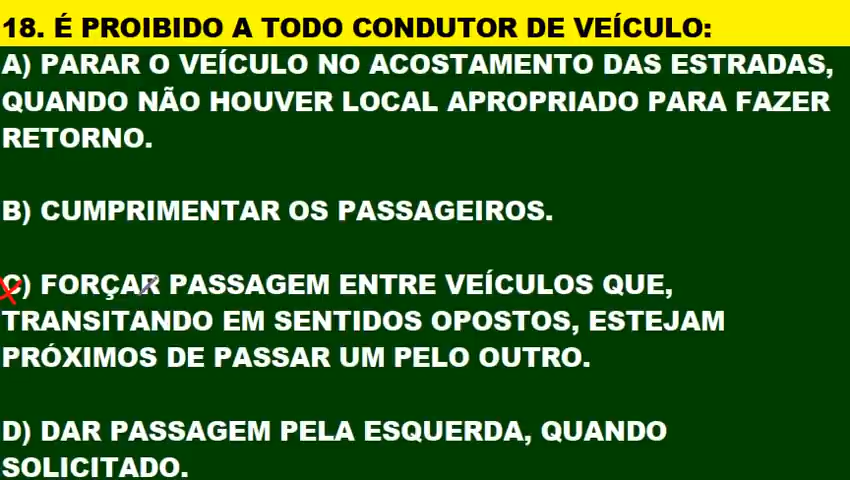 18. É PROIBIDO A TODO CONDUTOR DE VEÍCULO:
A) PARAR O VEÍCULO NO ACOSTAMENTO DAS ESTRADAS,
QUANDO NÃO HOUVER LOCAL APROPRIADO PARA FAZER
RETORNO.
B) CUMPRIMENTAR OS PASSAGEIROS.
C) FORÇAR PASSAGEM ENTRE VEÍCULOS QUE,
TRANSITANDO EM SENTIDOS OPOSTOS, ESTEJAM
PRÓXIMOS DE PASSAR UM PELO OUTRO.
D) DAR PASSAGEM PELA ESQUERDA, QUANDO
SOLICITADO.